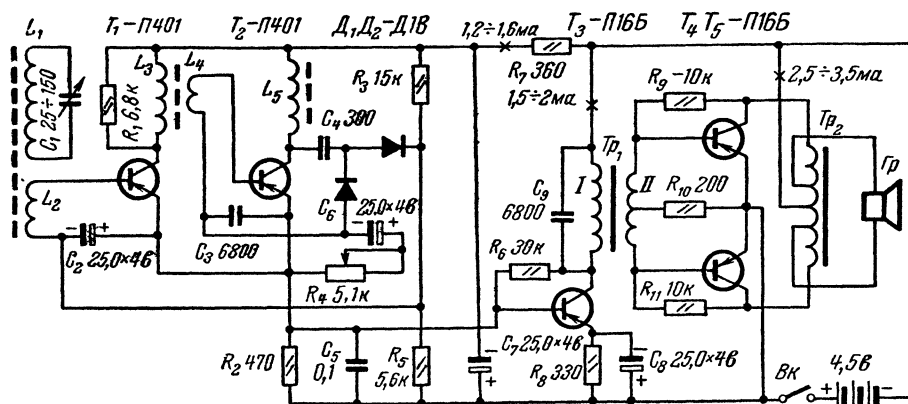 L₁
T₁-П401
T₂-П401
Д₁Д₂-Д1В
1,2÷1,6ма
T₃-П16Б
T₄ T₅-П16Б
C₁ 25÷150
R₁ 6,8к
L₃
L₄
L₅
R₃ 15к
R₇ 360
1,5÷2ма
R₉-10к
2,5÷3,5ма
C₄ 300
Тр₁
Тр₂
Гр
L₂
C₆
25,0×4в
C₉
6800
I
II
R₁₀ 200
C₂ 25,0×4в
C₃ 6800
R₄ 5,1к
R₆ 30к
R₁₁ 10к
R₂ 470
C₅
0,1
R₅
5,6к
C₇ 25,0×4в
R₈ 330
C₈ 25,0×4в
Вк
4,5в
- +
- +
- +
- +
+ -